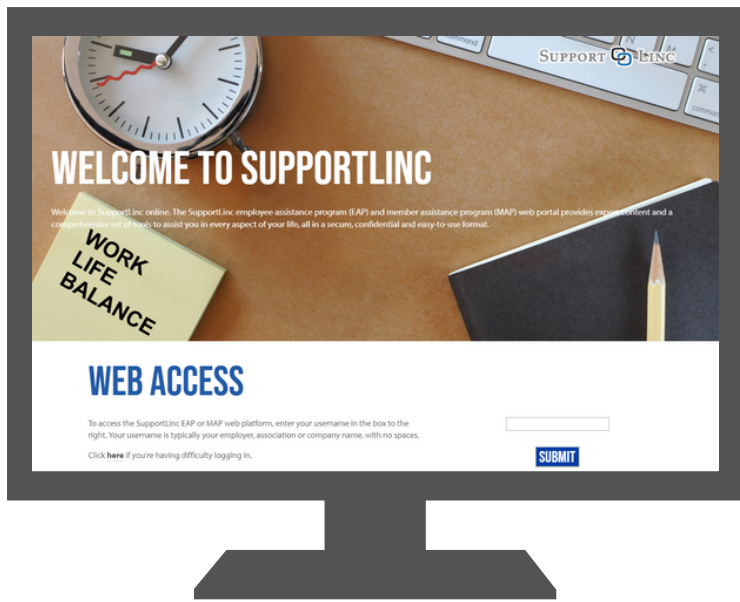 command
N
M
<
SUPPORT LINC
⌘
command
WELCOME TO SUPPORTLINC
Welcome to SupportLinc online. The SupportLinc employee assistance program (EAP) and member assistance program (MAP) web portal provides expert content and a
comprehensive set of tools to assist you in every aspect of your life, all in a secure, confidential and easy-to-use format.
WORK
LIFE
BALANCE
WEB ACCESS
To access the SupportLinc EAP or MAP web platform, enter your username in the box to the
right. Your username is typically your employer, association or company name, with no spaces.
Click here if you're having difficulty logging in.
SUBMIT